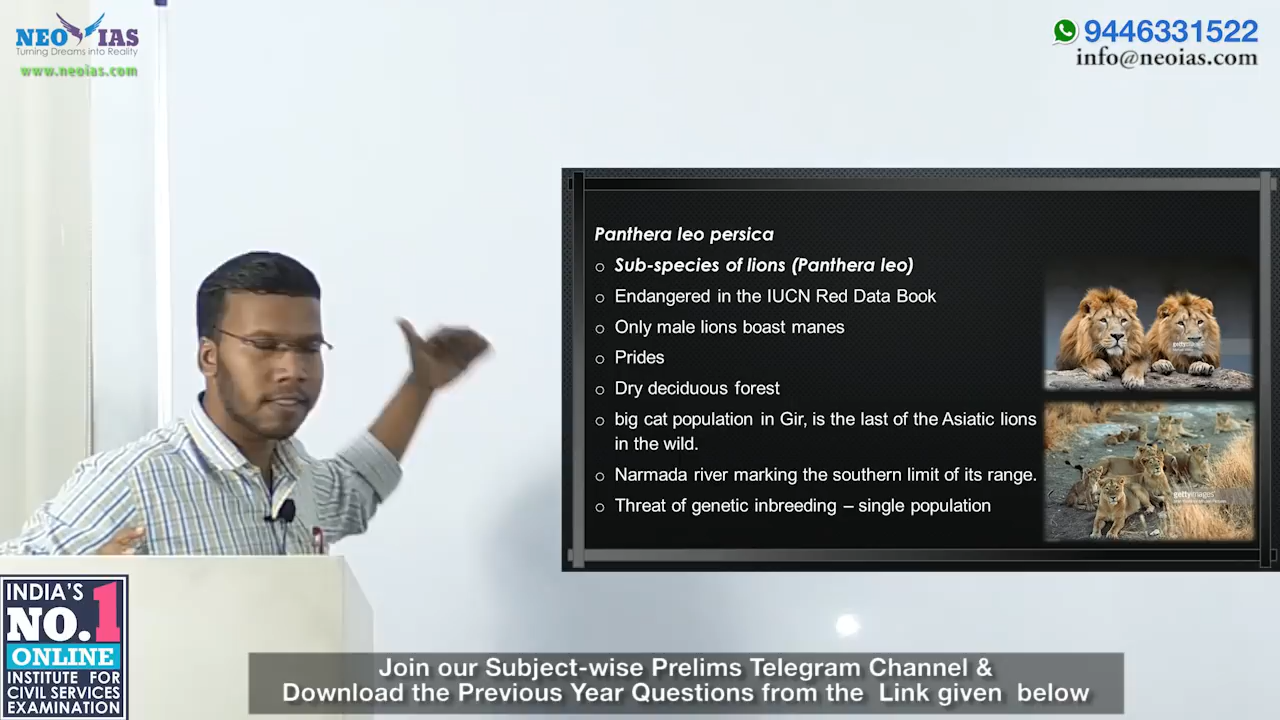 NEO IAS
Turning Dreams into Reality
www.neoias.com
9446331522
info@neoias.com
Panthera leo persica
Sub-species of lions (Panthera leo)
Endangered in the IUCN Red Data Book
Only male lions boast manes
Prides
Dry deciduous forest
big cat population in Gir, is the last of the Asiatic lions
in the wild.
Narmada river marking the southern limit of its range.
Threat of genetic inbreeding – single population
gettyimages
gettyimages
INDIA'S
NO.1
ONLINE
INSTITUTE FOR
CIVIL SERVICES
EXAMINATION
Join our Subject-wise Prelims Telegram Channel &
Download the Previous Year Questions from the Link given below